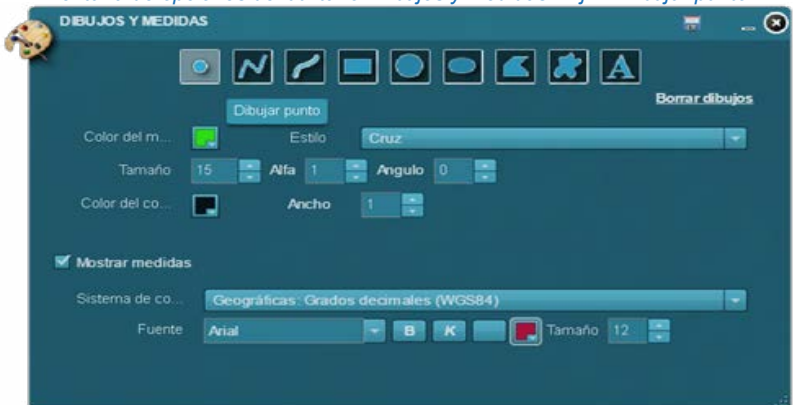 DIBUJOS Y MEDIDAS
A
Dibujar punto
Borrar dibujos
Color del m... Estilo Cruz
Tamaño 15 Alfa 1 Angulo 0
Color del co... Ancho 1
Mostrar medidas
Sistema de co... Geográficas: Grados decimales (WGS84)
Fuente Arial B K Tamaño 12